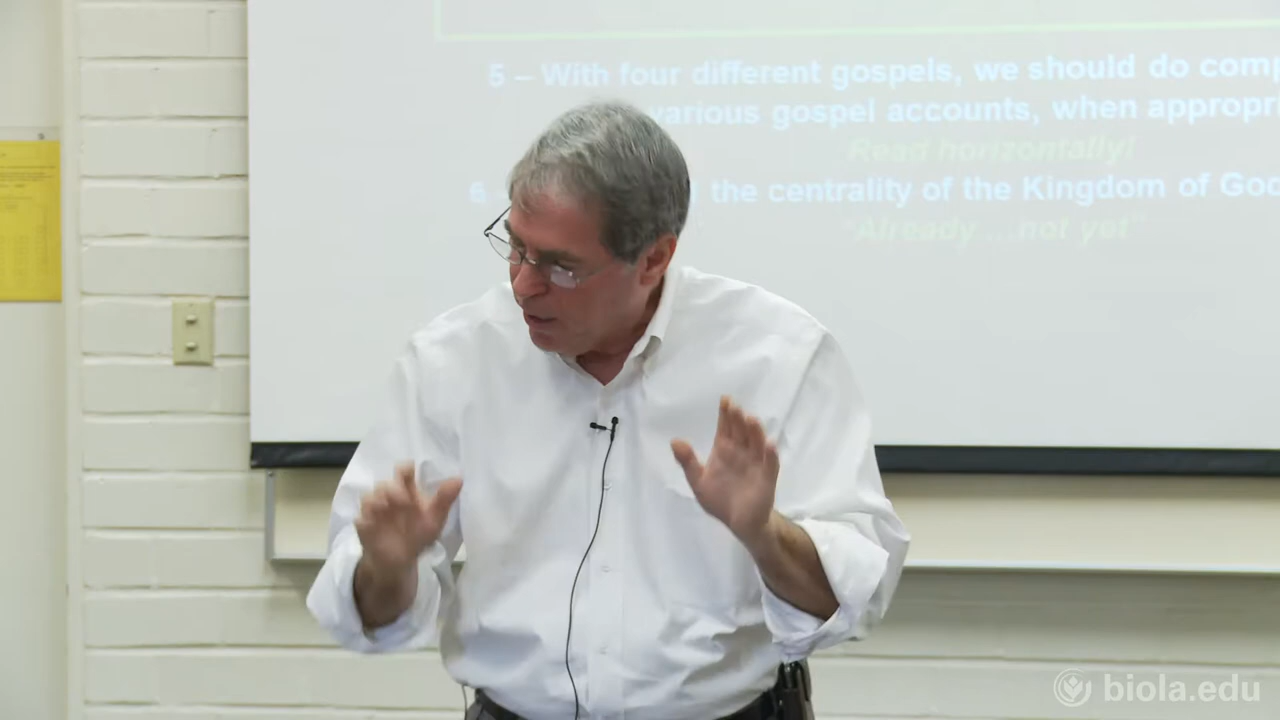 5 – With four different gospels, we should do comp
various gospel accounts, when appropri
Read horizontally!
6 the centrality of the Kingdom of God
"Already ... not yet"
biola.edu